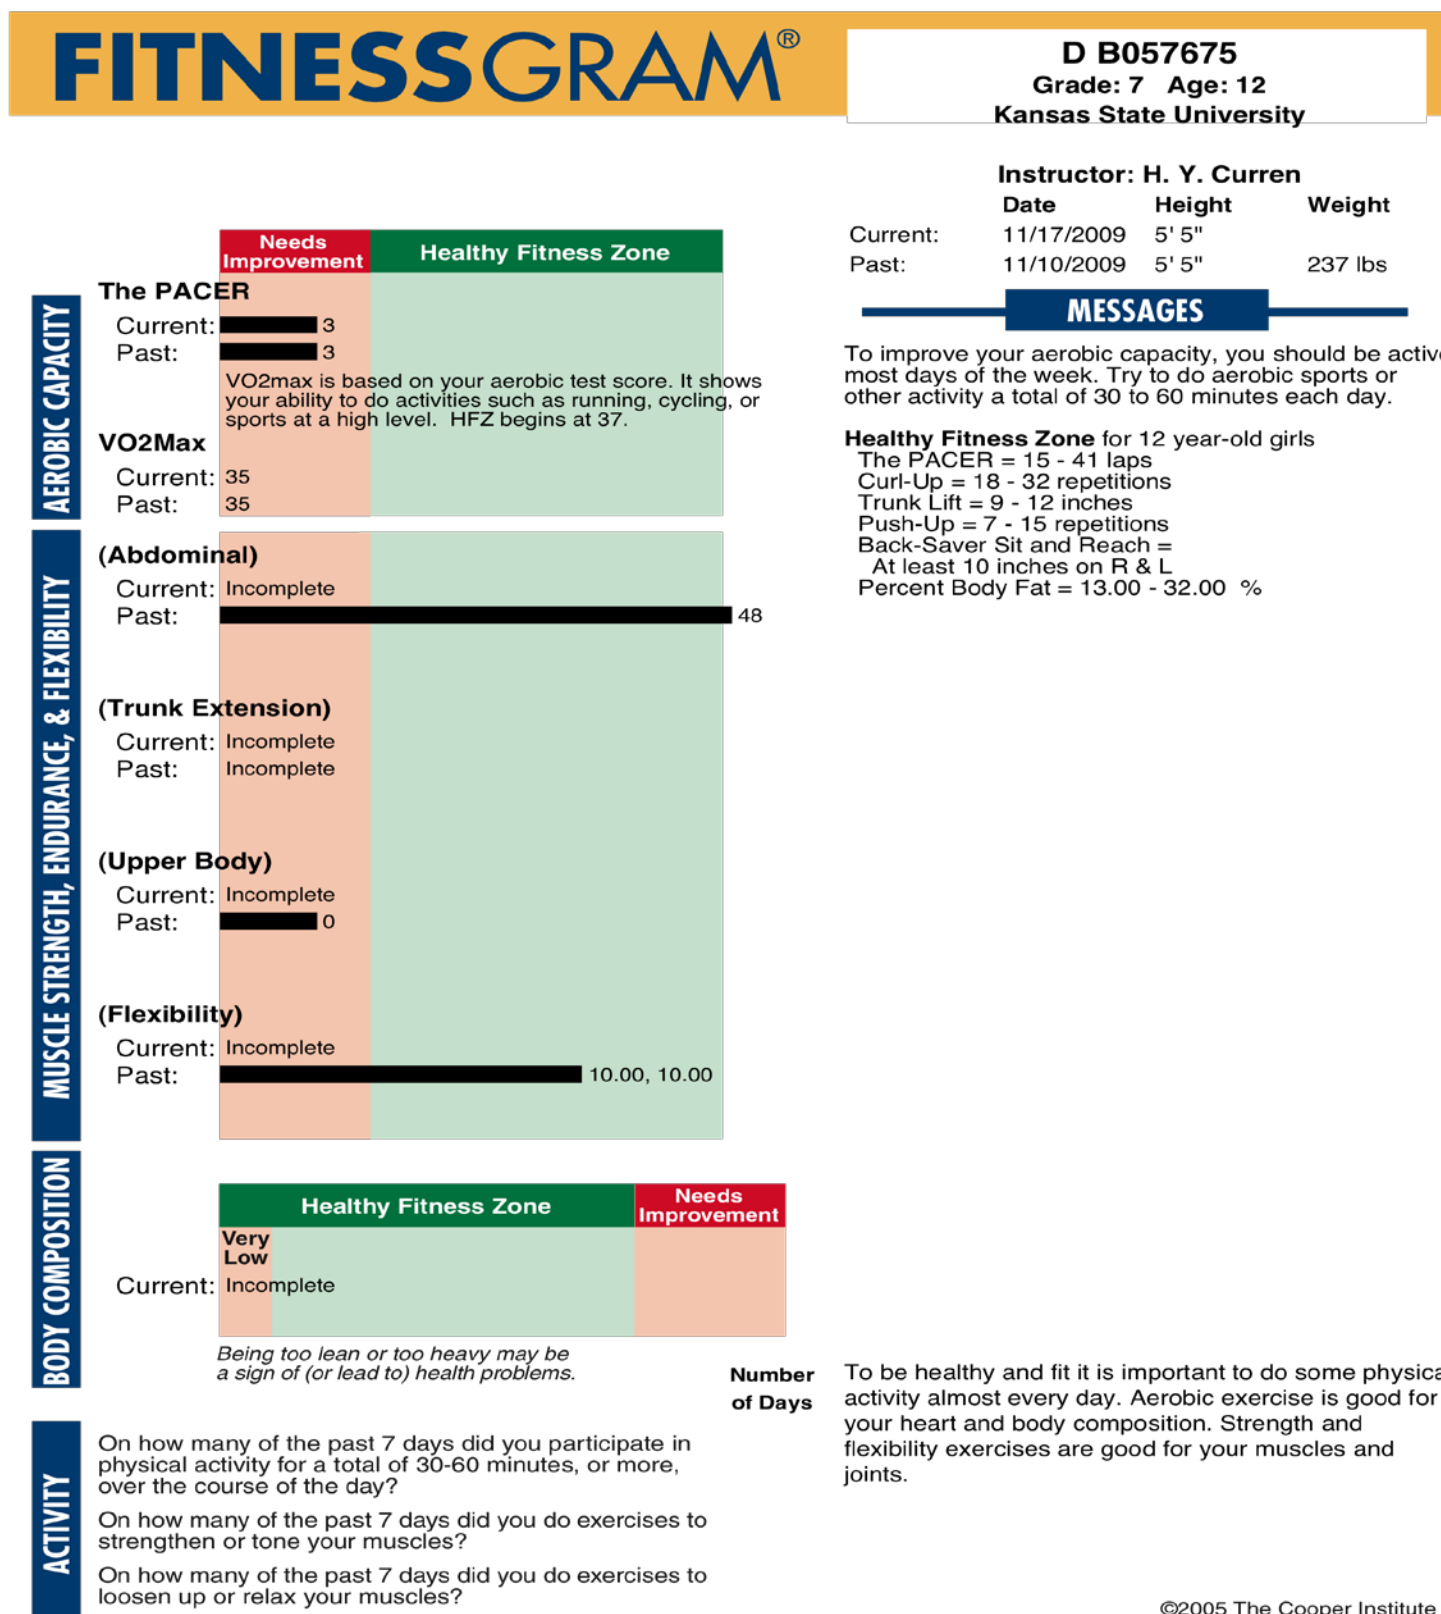 FITNESSGRAM®
D B057675
Grade: 7 Age: 12
Kansas State University
Instructor: H. Y. Curren
Date Height Weight
Current: 11/17/2009 5' 5"
Past: 11/10/2009 5' 5" 237 lbs
MESSAGES
To improve your aerobic capacity, you should be active
most days of the week. Try to do aerobic sports or
other activity a total of 30 to 60 minutes each day.
Healthy Fitness Zone for 12 year-old girls
The PACER = 15 - 41 laps
Curl-Up = 18 - 32 repetitions
Trunk Lift = 9 - 12 inches
Push-Up = 7 - 15 repetitions
Back-Saver Sit and Reach =
At least 10 inches on R & L
Percent Body Fat = 13.00 - 32.00 %
Needs
Improvement
Healthy Fitness Zone
AEROBIC CAPACITY
The PACER
Current: 3
Past: 3
VO2max is based on your aerobic test score. It shows
your ability to do activities such as running, cycling, or
sports at a high level. HFZ begins at 37.
VO2Max
Current: 35
Past: 35
MUSCLE STRENGTH, ENDURANCE, & FLEXIBILITY
(Abdominal)
Current: Incomplete
Past: 48
(Trunk Extension)
Current: Incomplete
Past: Incomplete
(Upper Body)
Current: Incomplete
Past: 0
(Flexibility)
Current: Incomplete
Past: 10.00, 10.00
BODY COMPOSITION
Healthy Fitness Zone
Needs
Improvement
Very
Low
Current: Incomplete
Being too lean or too heavy may be
a sign of (or lead to) health problems.
Number
of Days
ACTIVITY
On how many of the past 7 days did you participate in
physical activity for a total of 30-60 minutes, or more,
over the course of the day?
On how many of the past 7 days did you do exercises to
strengthen or tone your muscles?
On how many of the past 7 days did you do exercises to
loosen up or relax your muscles?
To be healthy and fit it is important to do some physica
activity almost every day. Aerobic exercise is good for
your heart and body composition. Strength and
flexibility exercises are good for your muscles and
joints.
©2005 The Cooper Institute